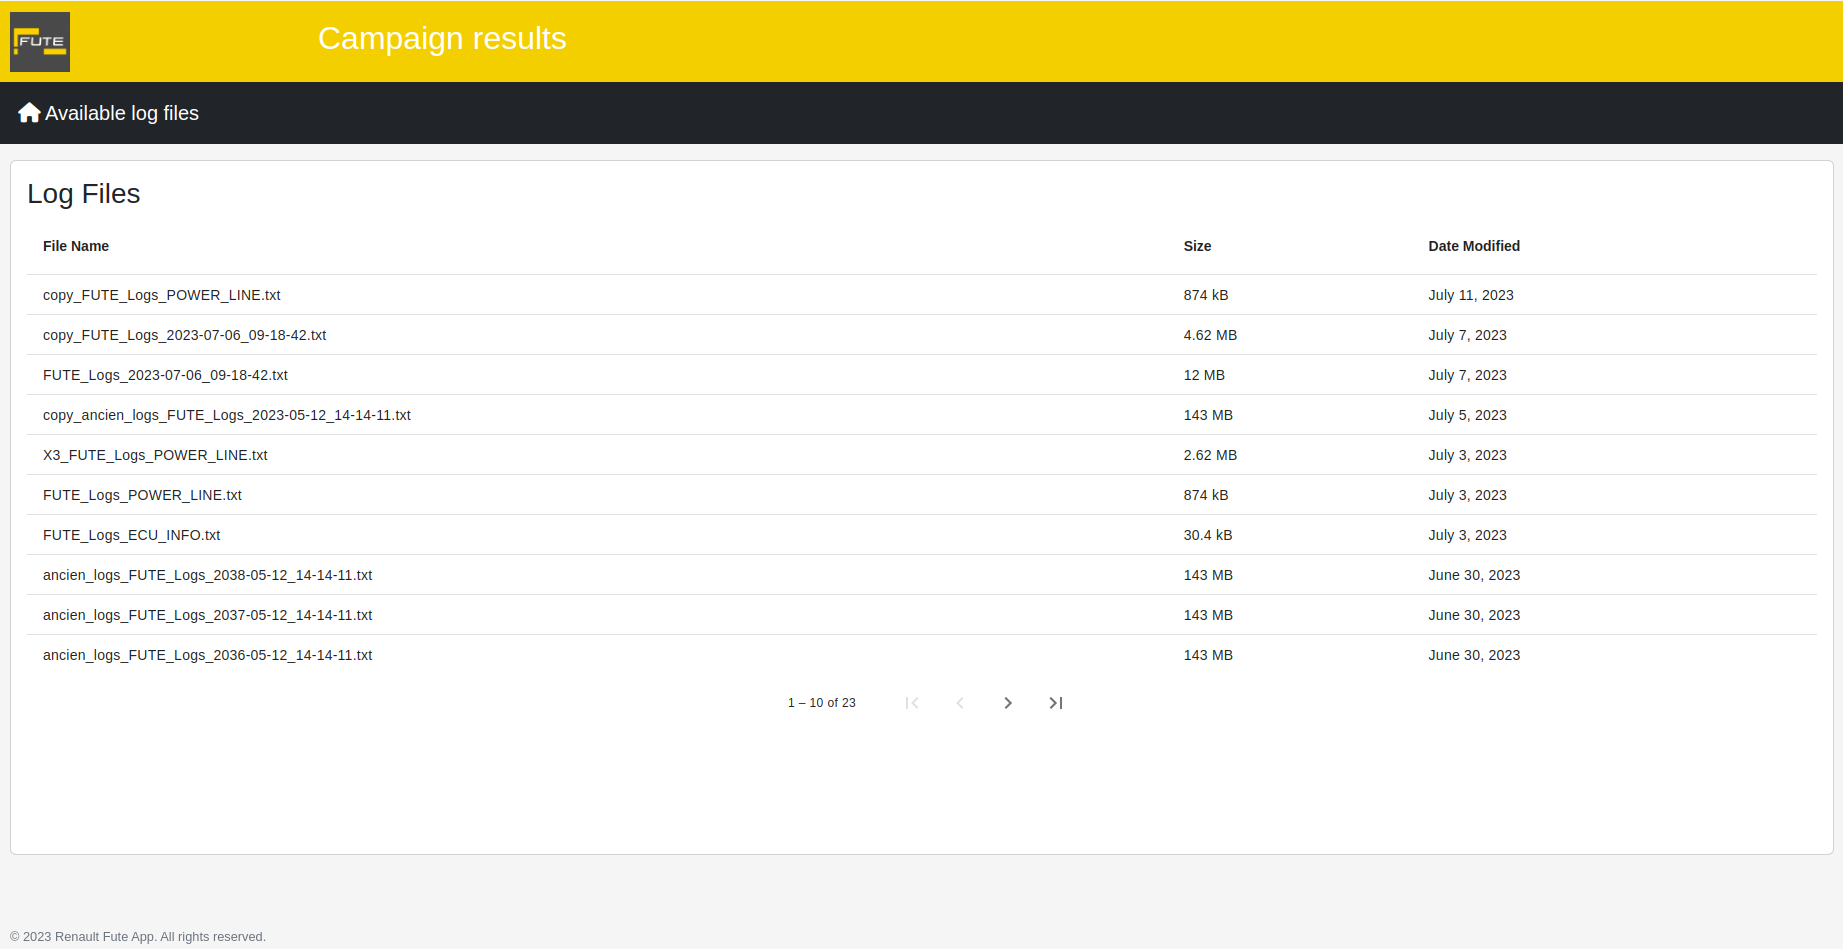 FUTE
Campaign results
Available log files
Log Files
File Name Size Date Modified
copy_FUTE_Logs_POWER_LINE.txt 874 kB July 11, 2023
copy_FUTE_Logs_2023-07-06_09-18-42.txt 4.62 MB July 7, 2023
FUTE_Logs_2023-07-06_09-18-42.txt 12 MB July 7, 2023
copy_ancien_logs_FUTE_Logs_2023-05-12_14-14-11.txt 143 MB July 5, 2023
X3_FUTE_Logs_POWER_LINE.txt 2.62 MB July 3, 2023
FUTE_Logs_POWER_LINE.txt 874 kB July 3, 2023
FUTE_Logs_ECU_INFO.txt 30.4 kB July 3, 2023
ancien_logs_FUTE_Logs_2038-05-12_14-14-11.txt 143 MB June 30, 2023
ancien_logs_FUTE_Logs_2037-05-12_14-14-11.txt 143 MB June 30, 2023
ancien_logs_FUTE_Logs_2036-05-12_14-14-11.txt 143 MB June 30, 2023
1 – 10 of 23
© 2023 Renault Fute App. All rights reserved.